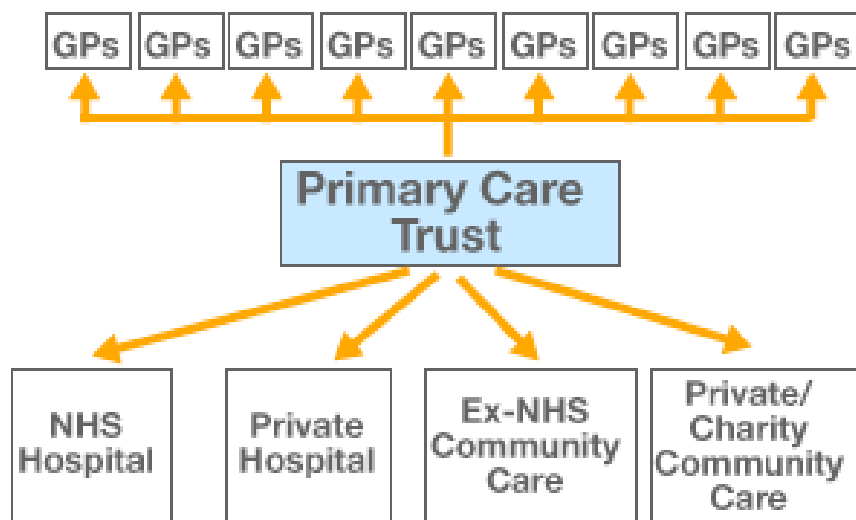 GPs GPs GPs GPs GPs GPs GPs GPs GPs
Primary Care
Trust
NHS
Hospital
Private
Hospital
Ex-NHS
Community
Care
Private/
Charity
Community
Care